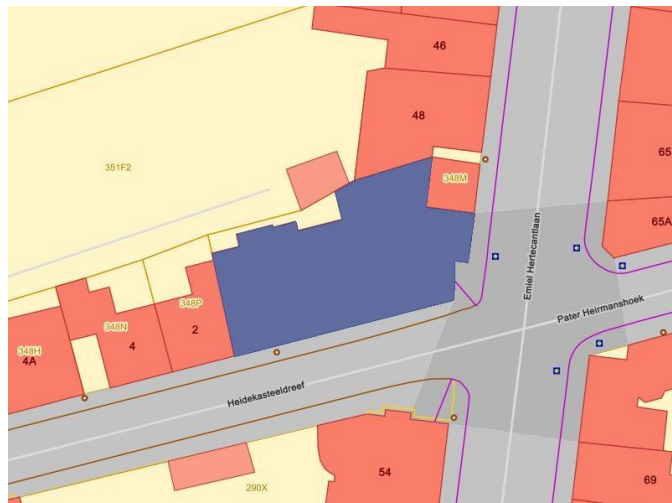 46
48
65
351F2
348M
65A
Emiel Hertecantlaan
Pater Heirmanshoek
348P
348N
2
4
348H
4A
Heidekasteeldreef
54
290X
69